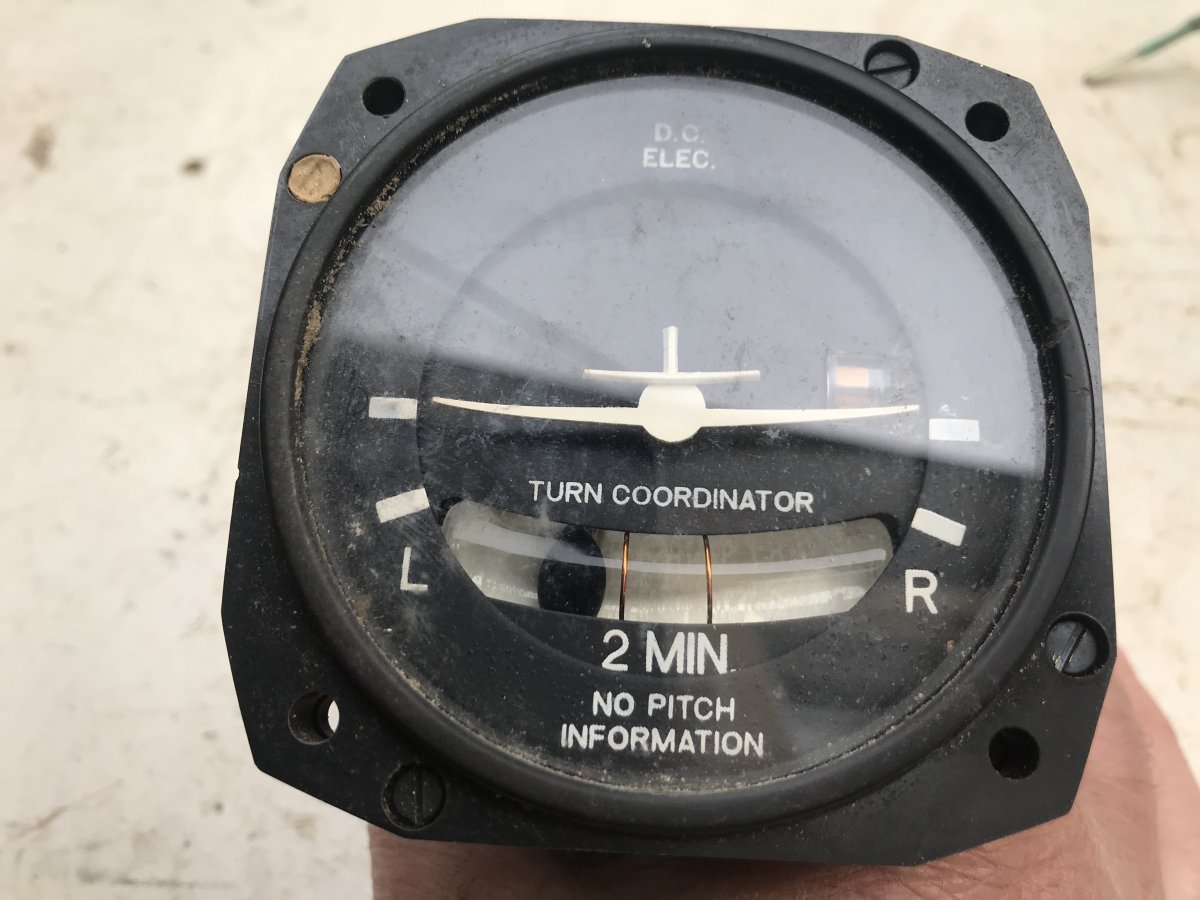 D.C.
ELEC.
TURN COORDINATOR
L
R
2 MIN.
NO PITCH
INFORMATION